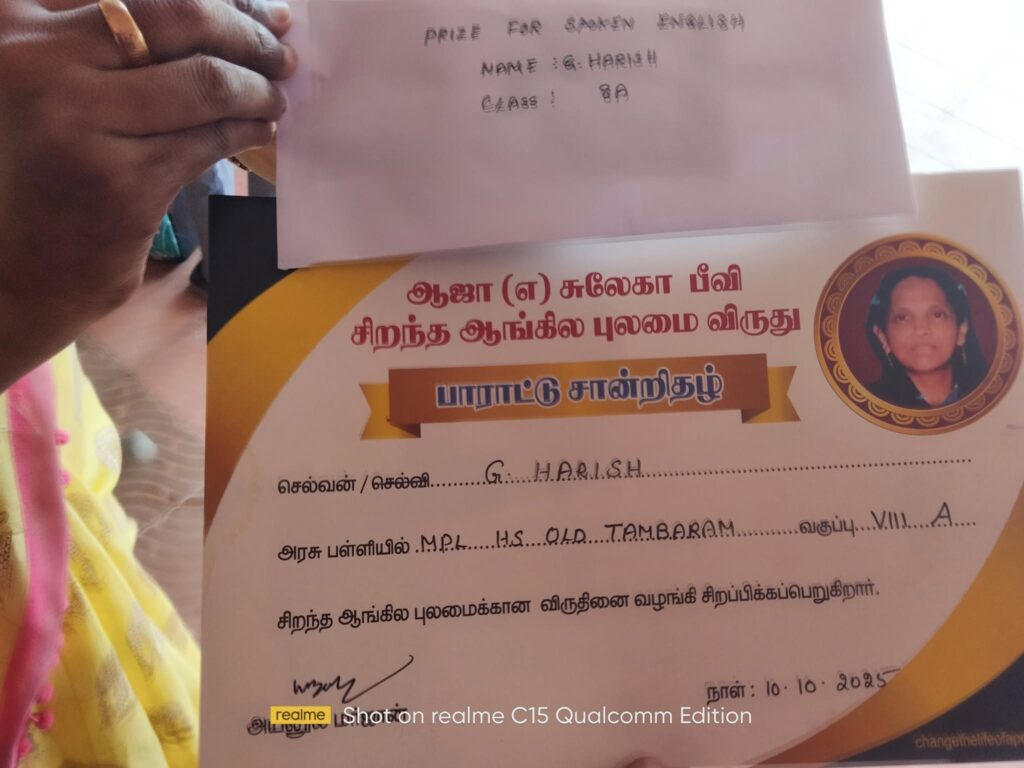 PRIZE FOR SPOKEN ENGLISH
NAME : G. HARISH
CLASS : 8A
ஆஜா (எ) சுலேகா பீவி
சிறந்த ஆங்கில புலமை விருது
பாராட்டு சான்றிதழ்
செல்வன் / செல்வி.......... G. HARISH ..........
அரசு பள்ளியில் . MPL HS OLD TAMBARAM .......... வகுப்பு... VIII A ....
சிறந்த ஆங்கில புலமைக்கான விருதினை வழங்கி சிறப்பிக்கப்பெறுகிறார்.
நாள் : 10.10.2025
realme Shot on realme C15 Qualcomm Edition